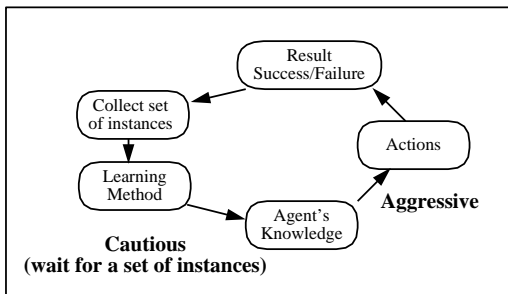 Result
Success/Failure
Collect set
of instances
Actions
Learning
Method
Aggressive
Agent's
Knowledge
Cautious
(wait for a set of instances)